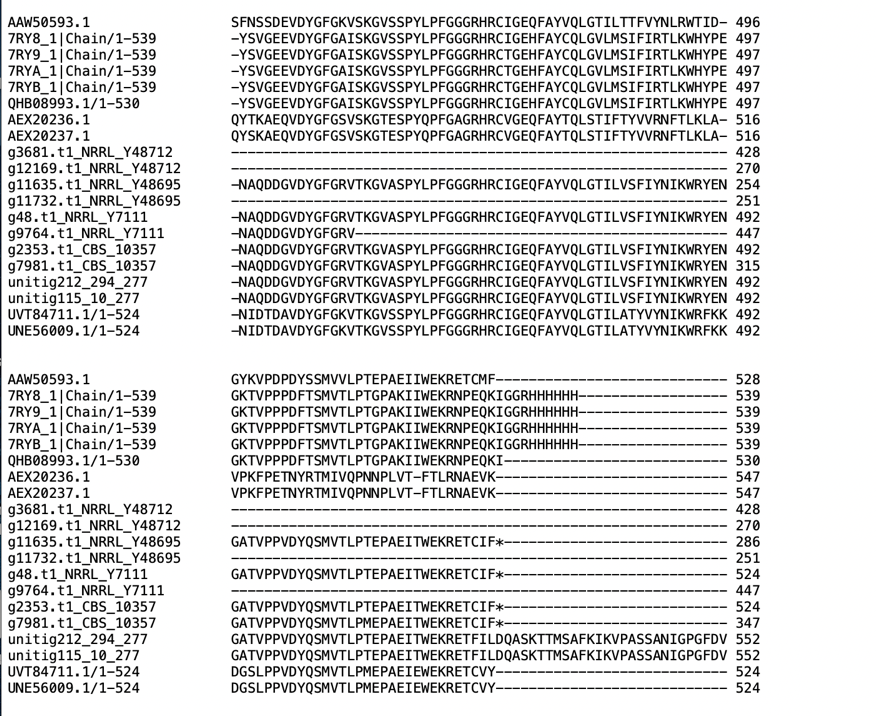 AAW50593.1 SFNSSDEVDYGFGKVSKGVSSPYLPFGGGRHRCIGEQFAYVQLGTILTTFVYNLRWTID- 496
7RY8_1|Chain/1-539 -YSVGEEVDYGFGAISKGVSSPYLPFGGGRHRCIGEHFAYCQLGVLMSIFIRTLKWHYPE 497
7RY9_1|Chain/1-539 -YSVGEEVDYGFGAISKGVSSPYLPFGGGRHRCTGEHFAYCQLGVLMSIFIRTLKWHYPE 497
7RYA_1|Chain/1-539 -YSVGEEVDYGFGAISKGVSSPYLPFGGGRHRCTGEHFAYCQLGVLMSIFIRTLKWHYPE 497
7RYB_1|Chain/1-539 -YSVGEEVDYGFGAISKGVSSPYLPFGGGRHRCIGEHFAYCQLGVLMSIFIRTLKWHYPE 497
QHB08993.1/1-530 -YSVGEEVDYGFGAISKGVSSPYLPFGGGRHRCIGEHFAYCQLGVLMSIFIRTLKWHYPE 497
AEX20236.1 QYTKAEQVDYGFGSVSKGTESPYQPFGAGRHRCVGEQFAYTQLSTIFTYVVRNFTLKLA- 516
AEX20237.1 QYSKAEQVDYGFGSVSKGTESPYQPFGAGRHRCVGEQFAYTQLSTIFTYVVRNFTLKLA- 516
g3681.t1_NRRL_Y48712 ------------------------------------------------------------ 428
g12169.t1_NRRL_Y48712 ------------------------------------------------------------ 270
g11635.t1_NRRL_Y48695 -NAQDDGVDYGFGRVTKGVASPYLPFGGGRHRCIGEQFAYVQLGTILVSFIYNIKWRYEN 254
g11732.t1_NRRL_Y48695 ------------------------------------------------------------ 251
g48.t1_NRRL_Y7111 -NAQDDGVDYGFGRVTKGVASPYLPFGGGRHRCIGEQFAYVQLGTILVSFIYNIKWRYEN 492
g9764.t1_NRRL_Y7111 -NAQDDGVDYGFGRV--------------------------------------------- 447
g2353.t1_CBS_10357 -NAQDDGVDYGFGRVTKGVASPYLPFGGGRHRCIGEQFAYVQLGTILVSFIYNIKWRYEN 492
g7981.t1_CBS_10357 -NAQDDGVDYGFGRVTKGVASPYLPFGGGRHRCIGEQFAYVQLGTILVSFIYNIKWRYEN 315
unitig212_294_277 -NAQDDGVDYGFGRVTKGVASPYLPFGGGRHRCIGEQFAYVQLGTILVSFIYNIKWRYEN 492
unitig115_10_277 -NAQDDGVDYGFGRVTKGVASPYLPFGGGRHRCIGEQFAYVQLGTILVSFIYNIKWRYEN 492
UVT84711.1/1-524 -NIDTDAVDYGFGKVTKGVSSPYLPFGGGRHRCIGEQFAYVQLGTILATYVYNIKWRFKK 492
UNE56009.1/1-524 -NIDTDAVDYGFGKVTKGVSSPYLPFGGGRHRCIGEQFAYVQLGTILATYVYNIKWRFKK 492
AAW50593.1 GYKVPDPDYSSMVVLPTEPAEIIWEKRETCMF---------------------------- 528
7RY8_1|Chain/1-539 GKTVPPPDFTSMVTLPTGPAKIIWEKRNPEQKIGGRHHHHHH------------------ 539
7RY9_1|Chain/1-539 GKTVPPPDFTSMVTLPTGPAKIIWEKRNPEQKIGGRHHHHHH------------------ 539
7RYA_1|Chain/1-539 GKTVPPPDFTSMVTLPTGPAKIIWEKRNPEQKIGGRHHHHHH------------------ 539
7RYB_1|Chain/1-539 GKTVPPPDFTSMVTLPTGPAKIIWEKRNPEQKIGGRHHHHHH------------------ 539
QHB08993.1/1-530 GKTVPPPDFTSMVTLPTGPAKIIWEKRNPEQKI--------------------------- 530
AEX20236.1 VPKFPETNYRTMIVQPNNPLVT-FTLRNAEVK---------------------------- 547
AEX20237.1 VPKFPETNYRTMIVQPNNPLVT-FTLRNAEVK---------------------------- 547
g3681.t1_NRRL_Y48712 ------------------------------------------------------------ 428
g12169.t1_NRRL_Y48712 ------------------------------------------------------------ 270
g11635.t1_NRRL_Y48695 GATVPPVDYQSMVTLPTEPAEITWEKRETCIF*--------------------------- 286
g11732.t1_NRRL_Y48695 ------------------------------------------------------------ 251
g48.t1_NRRL_Y7111 GATVPPVDYQSMVTLPTEPAEITWEKRETCIF*--------------------------- 524
g9764.t1_NRRL_Y7111 ------------------------------------------------------------ 447
g2353.t1_CBS_10357 GATVPPVDYQSMVTLPTEPAEITWEKRETCIF*--------------------------- 524
g7981.t1_CBS_10357 GATVPPVDYQSMVTLPMEPAEITWEKRETCIF*--------------------------- 347
unitig212_294_277 GATVPPVDYQSMVTLPTEPAEITWEKRETFILDQASKTTMSAFKIKVPASSANIGPGFDV 552
unitig115_10_277 GATVPPVDYQSMVTLPTEPAEITWEKRETFILDQASKTTMSAFKIKVPASSANIGPGFDV 552
UVT84711.1/1-524 DGSLPPVDYQSMVTLPMEPAEIEWEKRETCVY---------------------------- 524
UNE56009.1/1-524 DGSLPPVDYQSMVTLPMEPAEIEWEKRETCVY---------------------------- 524